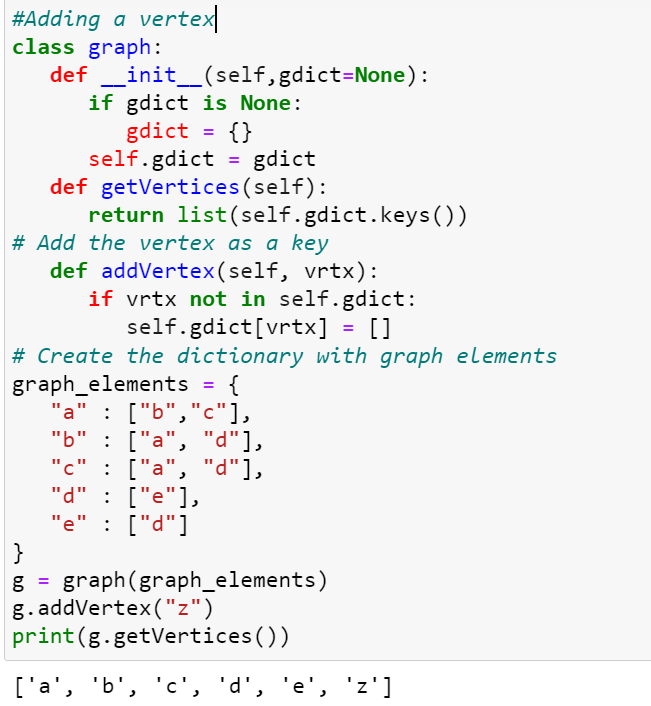 #Adding a vertex
class graph:
   def __init__(self,gdict=None):
      if gdict is None:
         gdict = {}
      self.gdict = gdict
   def getVertices(self):
      return list(self.gdict.keys())
# Add the vertex as a key
   def addVertex(self, vrtx):
      if vrtx not in self.gdict:
         self.gdict[vrtx] = []
# Create the dictionary with graph elements
graph_elements = {
   "a" : ["b","c"],
   "b" : ["a", "d"],
   "c" : ["a", "d"],
   "d" : ["e"],
   "e" : ["d"]
}
g = graph(graph_elements)
g.addVertex("z")
print(g.getVertices())
['a', 'b', 'c', 'd', 'e', 'z']